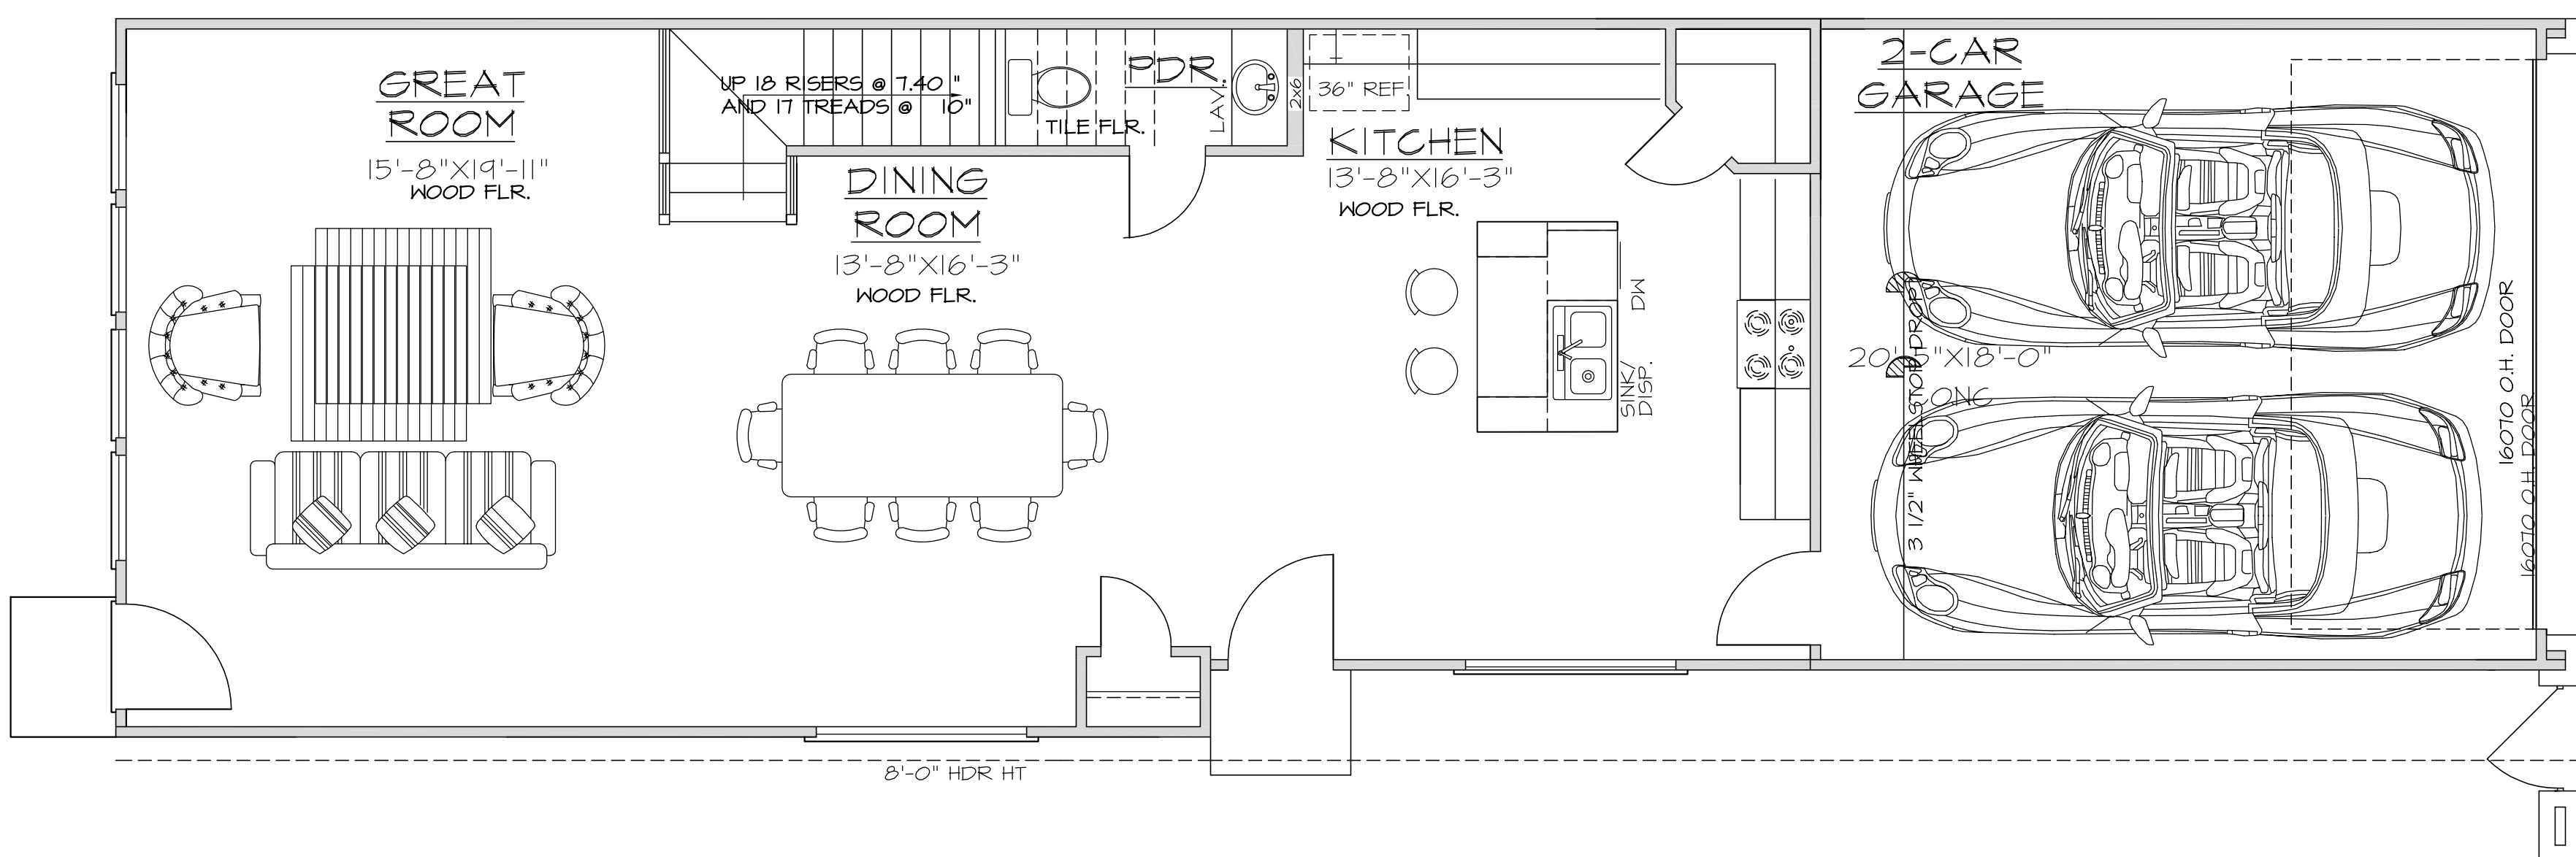 GREAT
ROOM
15'-8"X19'-11"
WOOD FLR.
UP 18 RISERS @ 7.40 "
AND 17 TREADS @ 10"
DINING
ROOM
13'-8"X16'-3"
WOOD FLR.
TILE FLR.
PDR.
LAV.
2x6
36" REF
KITCHEN
13'-8"X16'-3"
WOOD FLR.
DW
SINK/
DISP.
2-CAR
GARAGE
20'-5"X18'-0"
CONC
3 1/2" WHEEL STOP DROP
16070 O.H. DOOR
16070 O.H. DOOR
8'-0" HDR HT